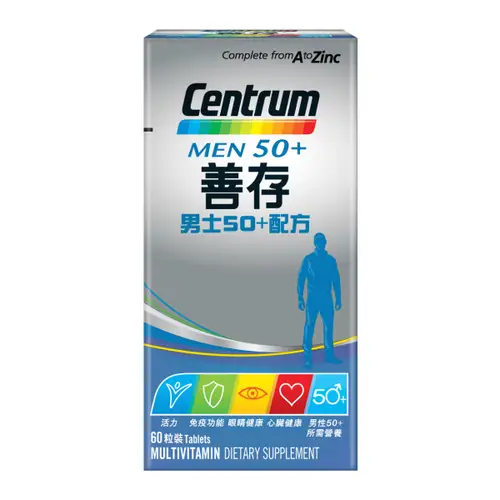 Complete from A to Zinc
Centrum
MEN 50+
善存
男士50+配方
50+
活力 免疫功能 眼睛健康 心臟健康 男性50+
所需營養
60粒裝Tablets
MULTIVITAMIN DIETARY SUPPLEMENT